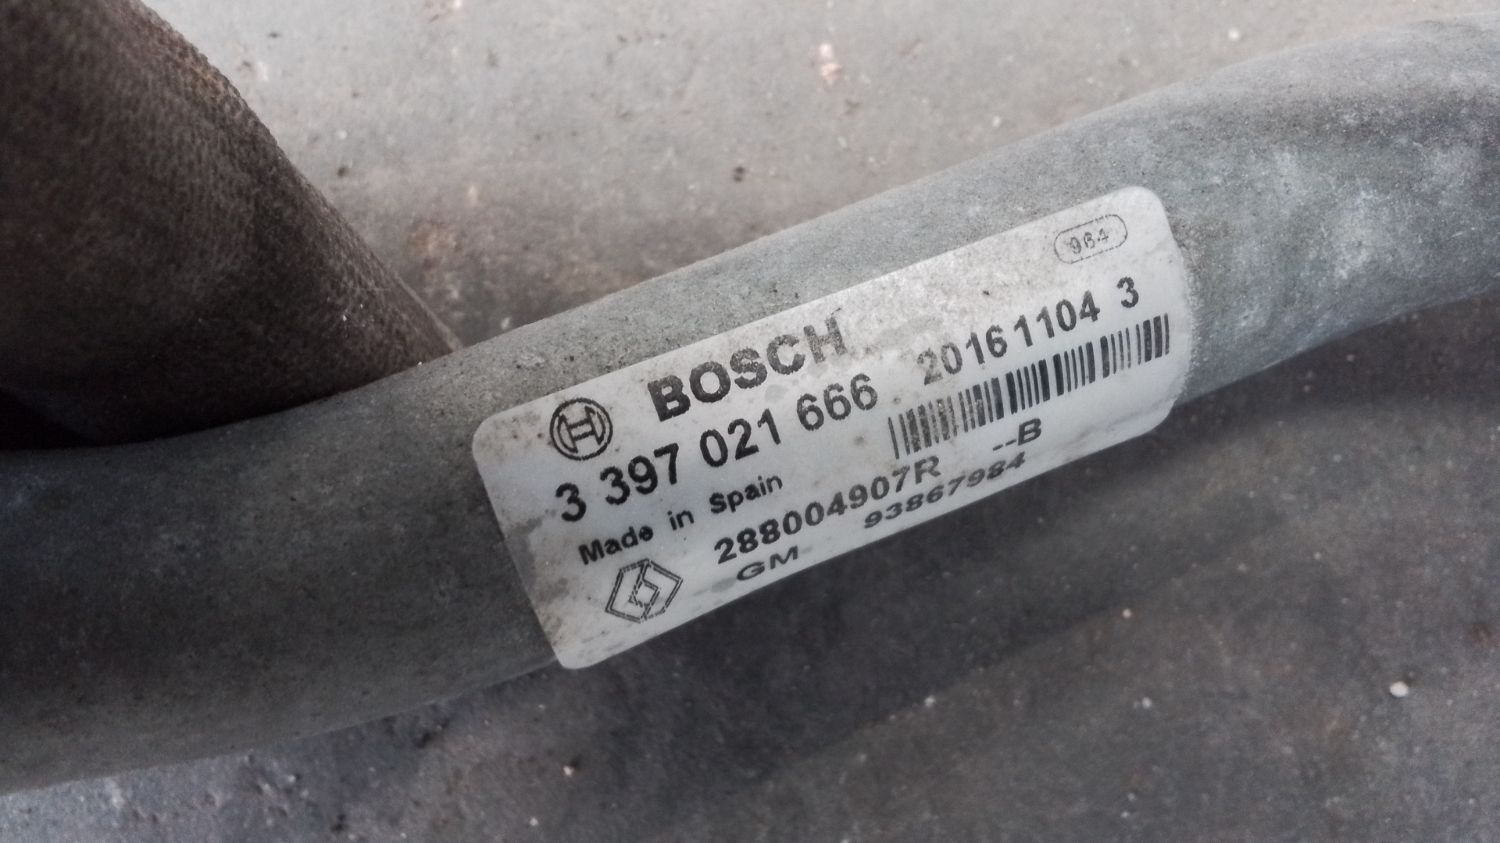 964
BOSCH
3 397 021 666 20161104 3
Made in Spain
288004907R --B
GM 93867984